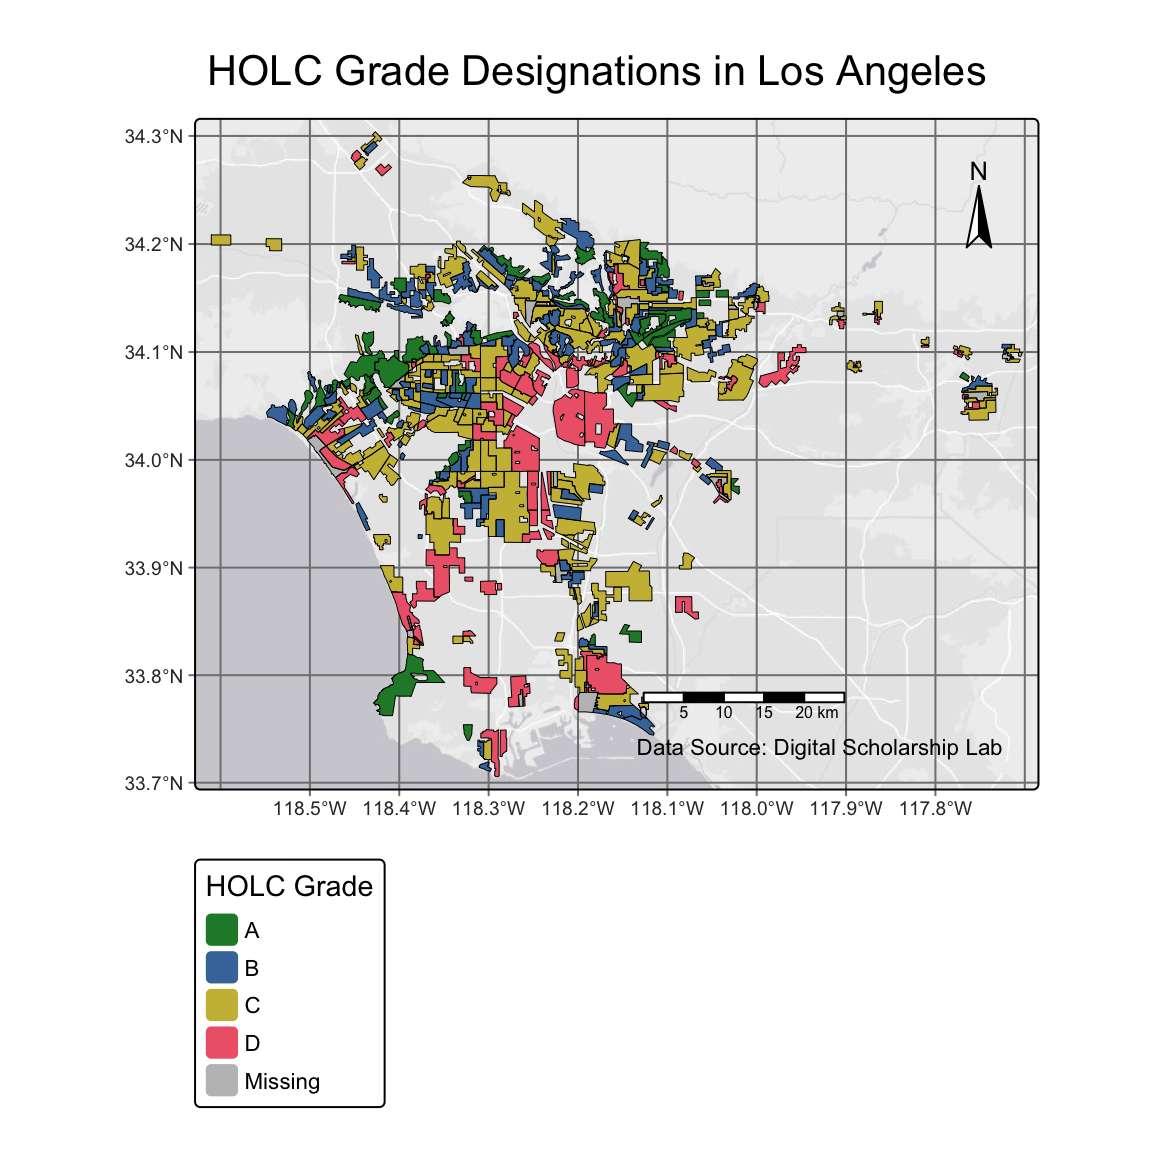 HOLC Grade Designations in Los Angeles
34.3°N
N
34.2°N
34.1°N
34.0°N
33.9°N
33.8°N
0 5 10 15 20 km
Data Source: Digital Scholarship Lab
33.7°N
118.5°W 118.4°W 118.3°W 118.2°W 118.1°W 118.0°W 117.9°W 117.8°W
HOLC Grade
A
B
C
D
Missing